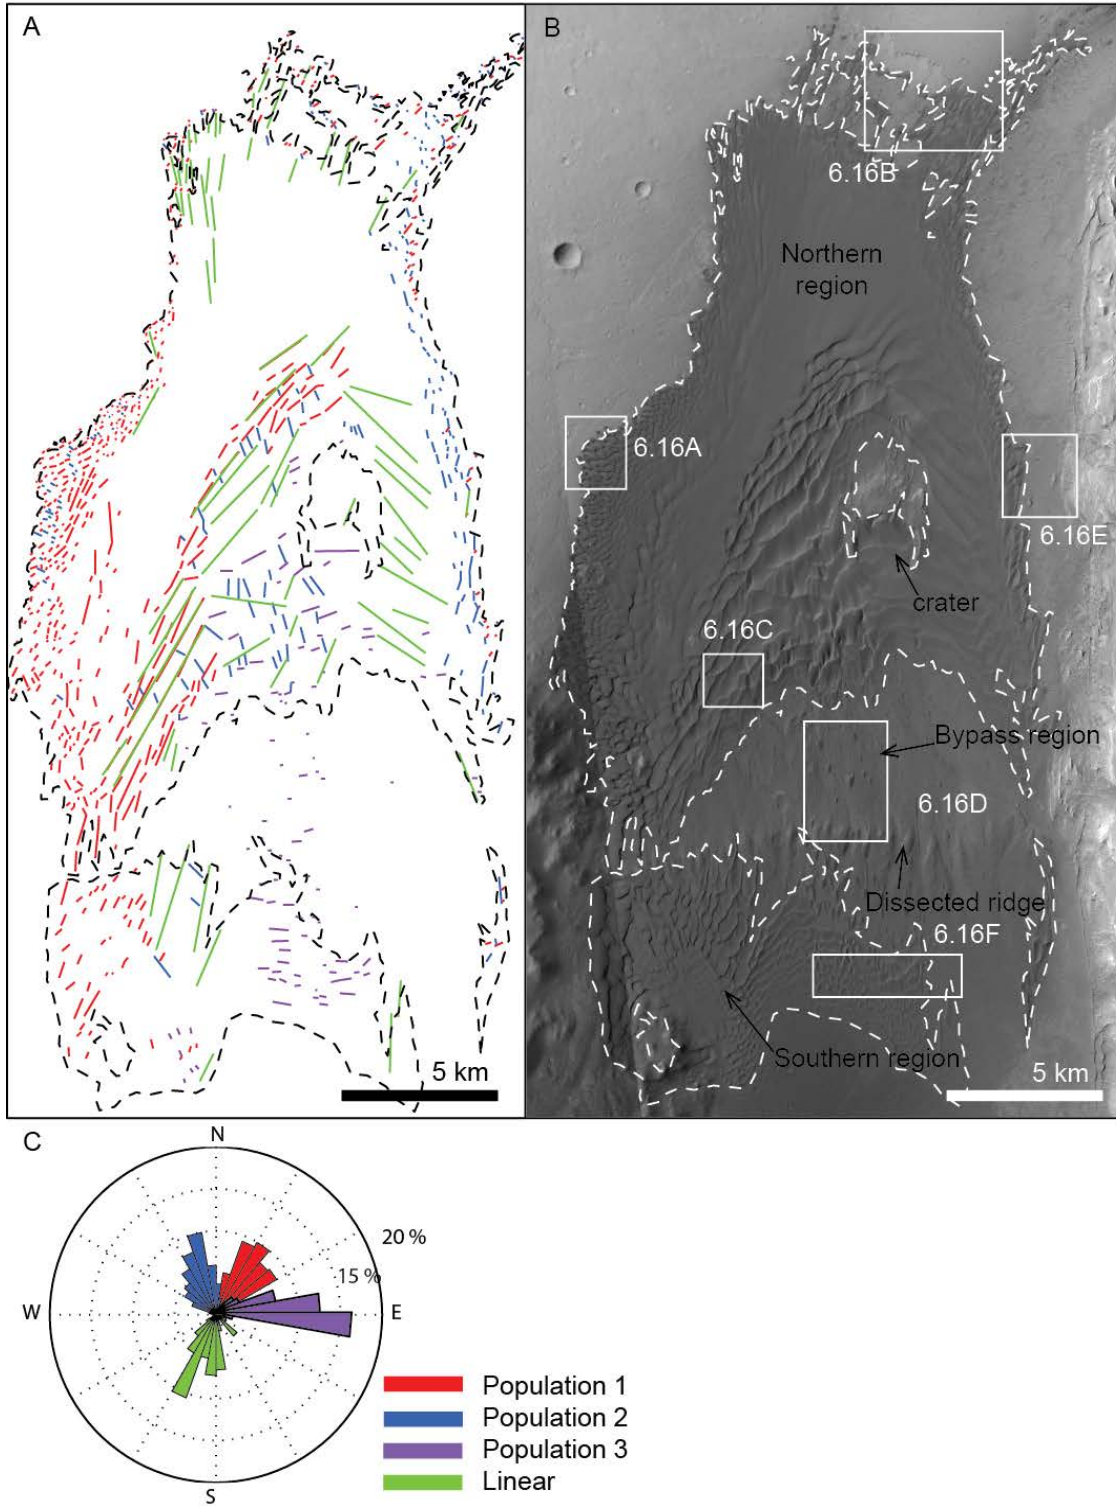 A
B
6.16B
Northern
region
6.16A
6.16E
crater
6.16C
Bypass region
6.16D
Dissected ridge
6.16F
Southern region
5 km
5 km
C
N
20 %
15 %
W
E
S
Population 1
Population 2
Population 3
Linear